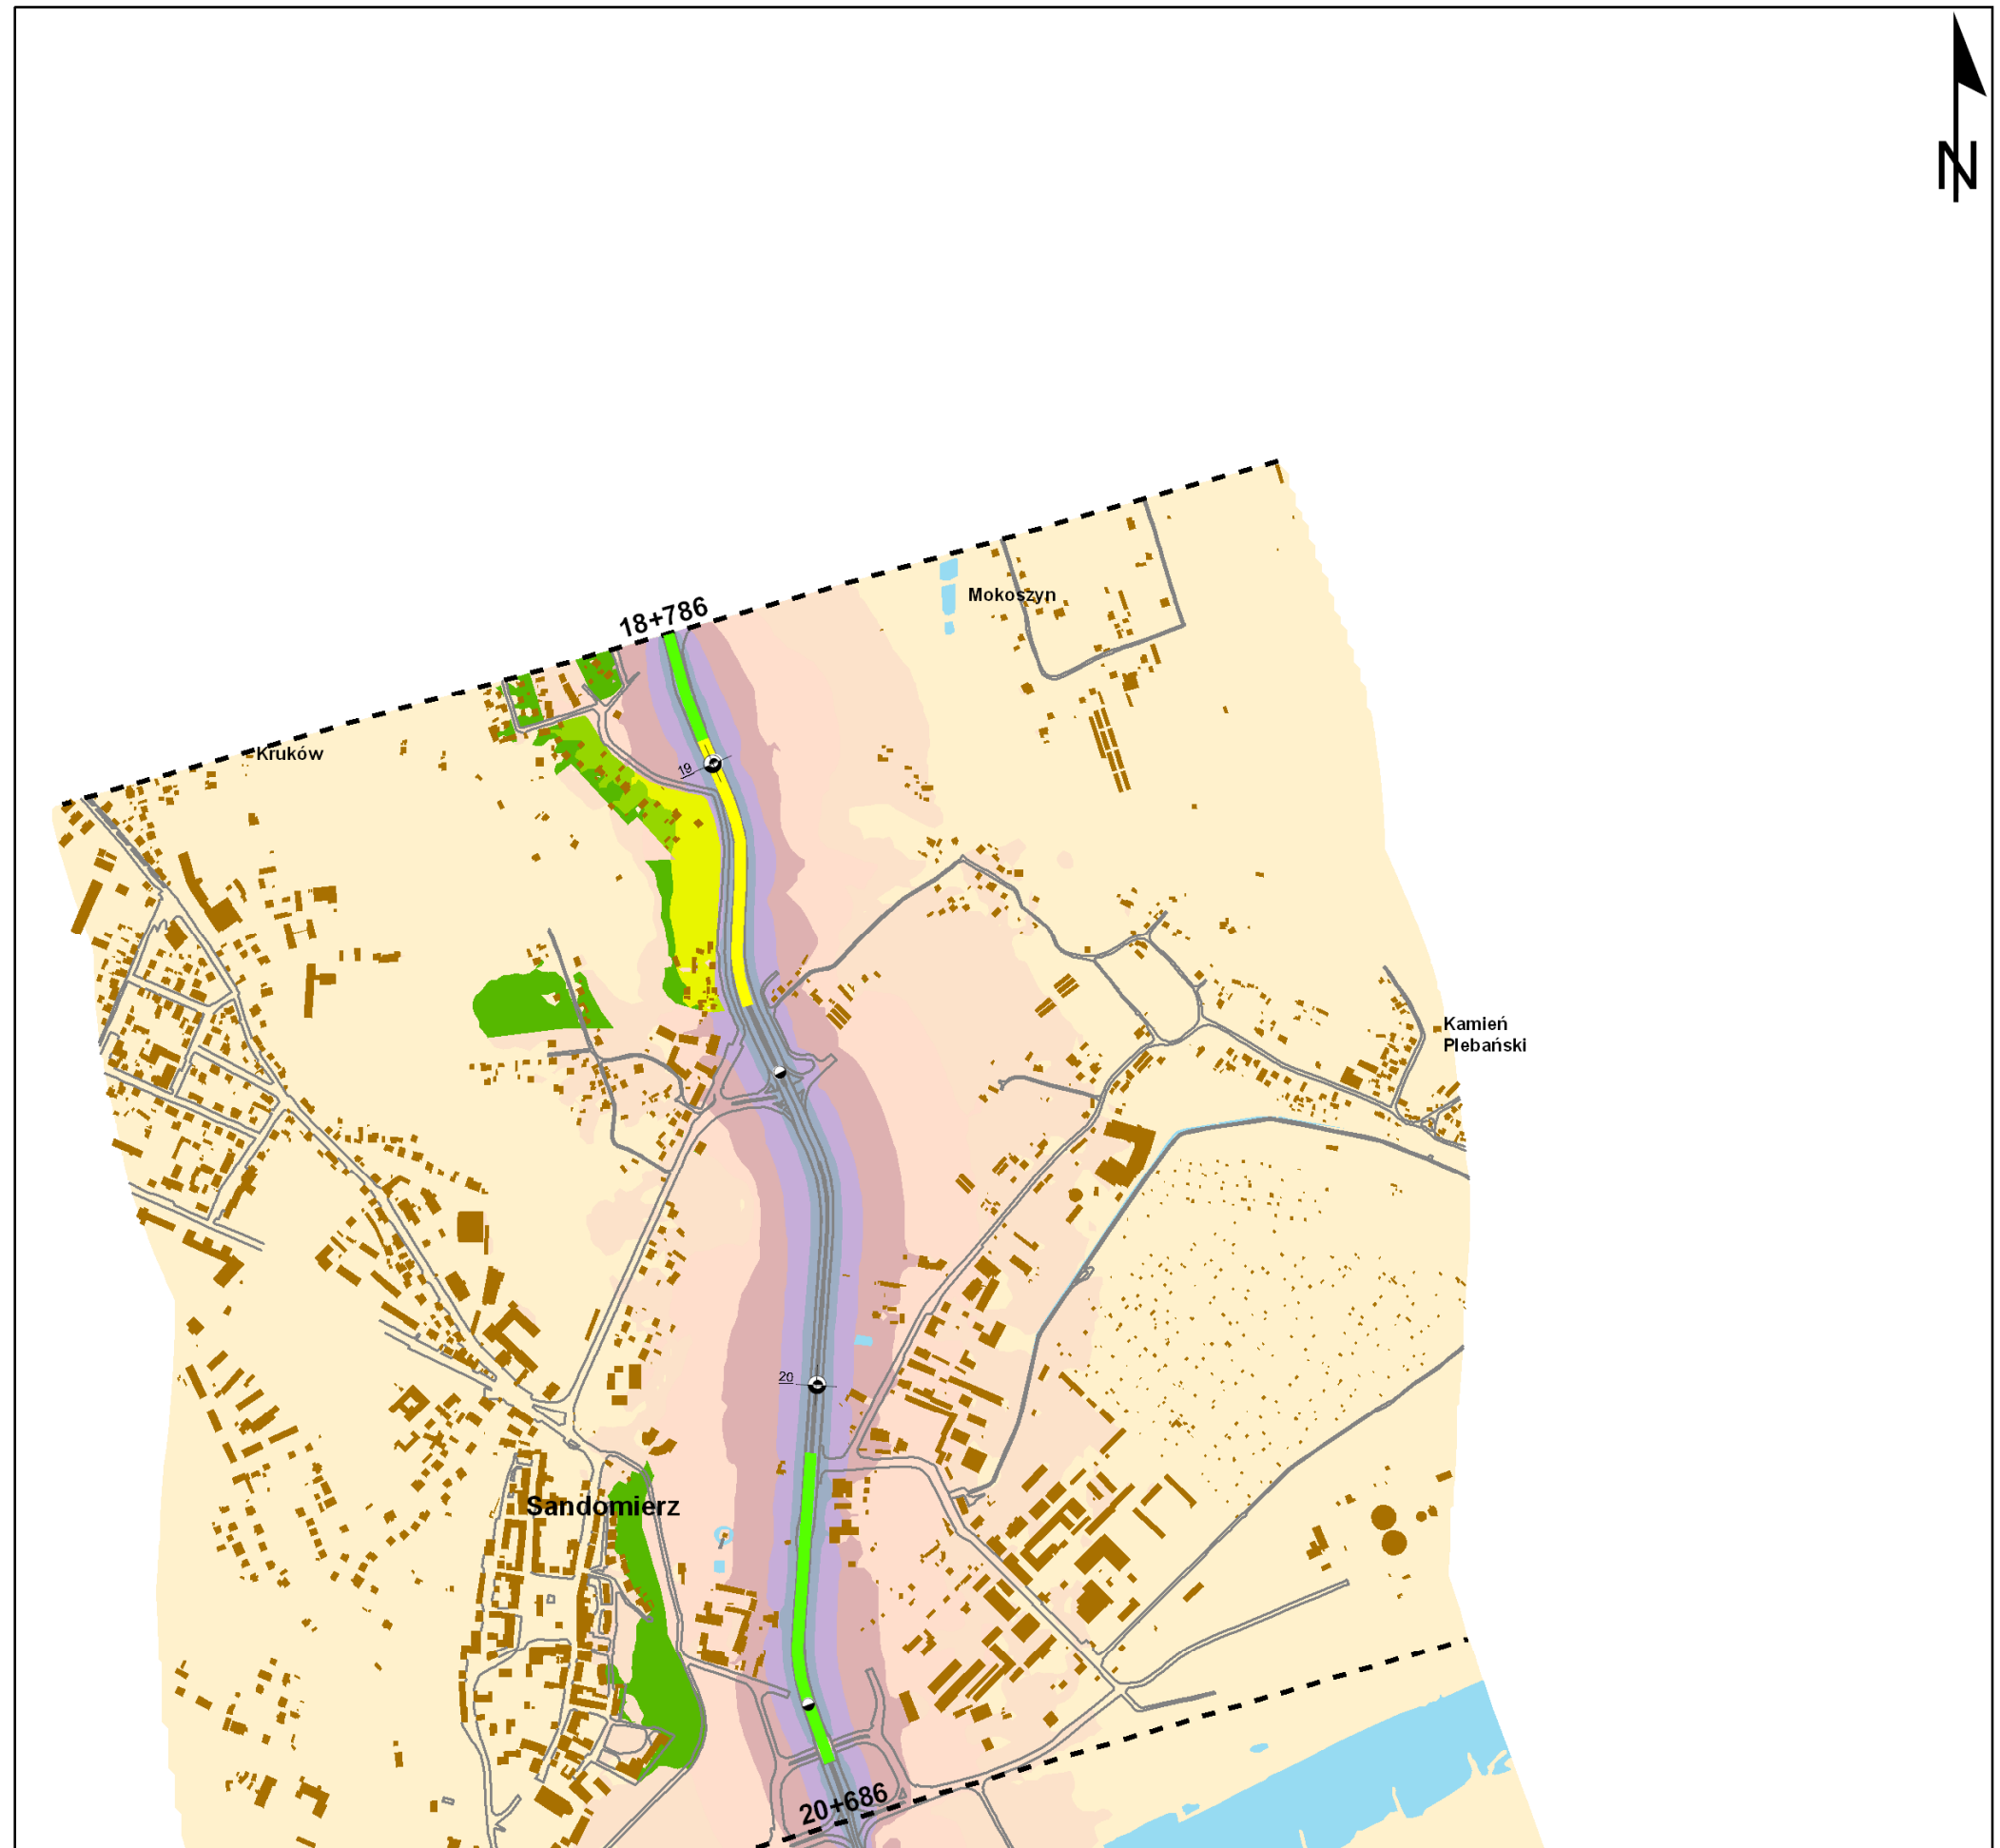 N
Mokoszyn
18+786
Kruków
19
Kamień
Plebański
20
Sandomierz
20+686